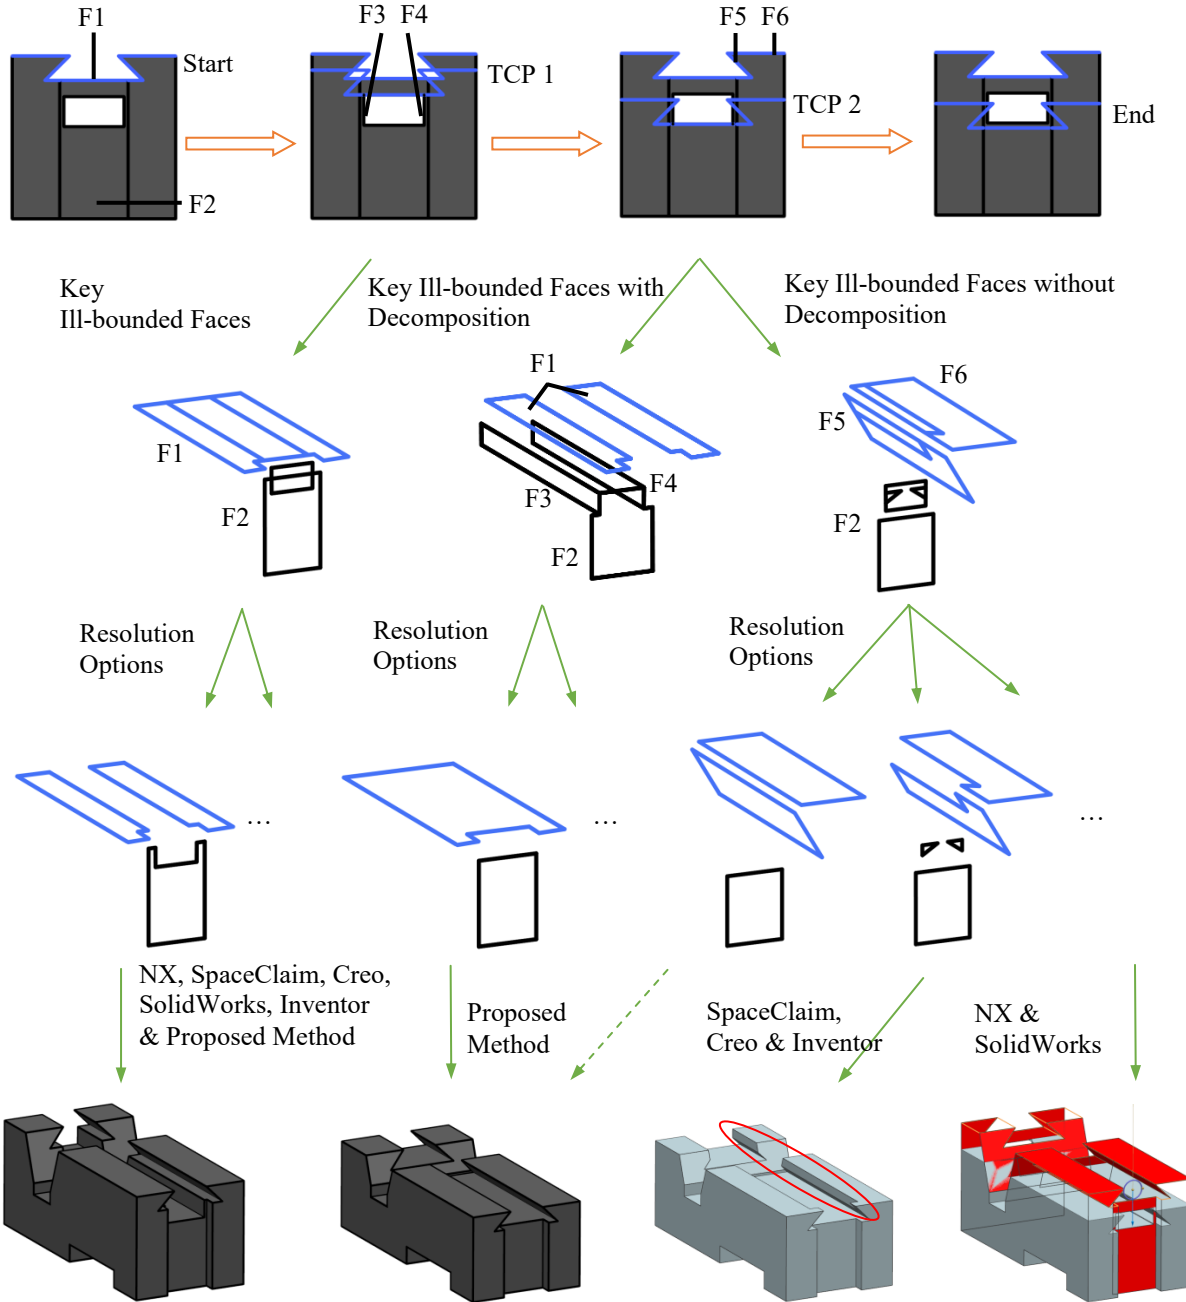 F1
F3 F4
F5 F6
Start
TCP 1
TCP 2
End
F2
Key
Ill-bounded Faces
Key Ill-bounded Faces with
Decomposition
Key Ill-bounded Faces without
Decomposition
F1
F6
F1
F5
F2
F3
F4
F2
F2
Resolution
Options
Resolution
Options
Resolution
Options
...
...
...
NX, SpaceClaim, Creo,
SolidWorks, Inventor
& Proposed Method
Proposed
Method
SpaceClaim,
Creo & Inventor
NX &
SolidWorks